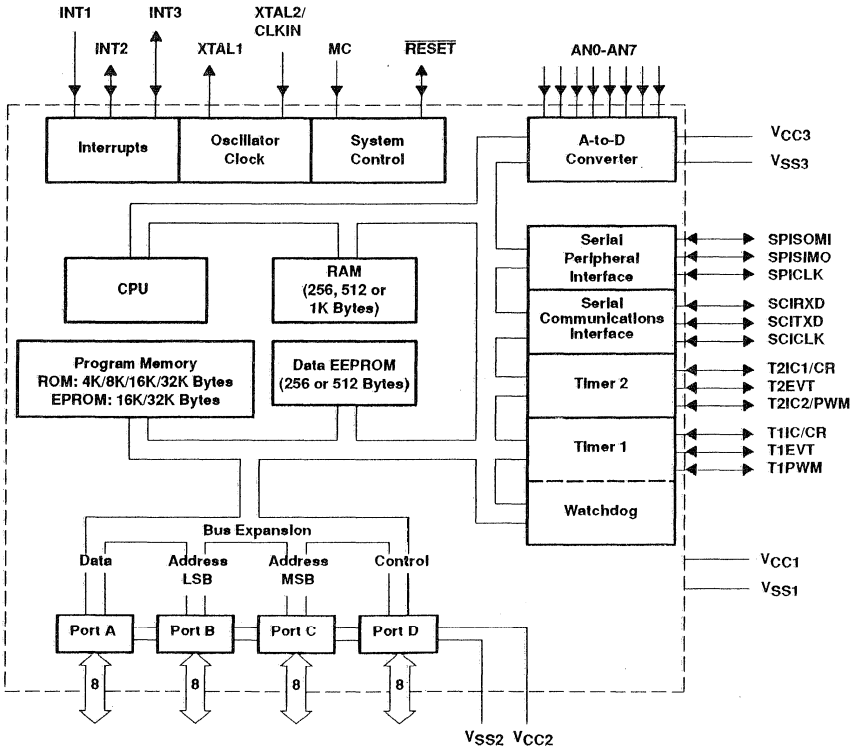 INT1
INT3
XTAL2/
CLKIN
INT2
XTAL1
MC
RESET
AN0-AN7
Interrupts
Oscillator
Clock
System
Control
A-to-D
Converter
VCC3
VSS3
CPU
RAM
(256, 512 or
1K Bytes)
Serial
Peripheral
Interface
SPISOMI
SPISIMO
SPICLK
Serial
Communications
Interface
SCIRXD
SCITXD
SCICLK
Program Memory
ROM: 4K/8K/16K/32K Bytes
EPROM: 16K/32K Bytes
Data EEPROM
(256 or 512 Bytes)
Timer 2
T2IC1/CR
T2EVT
T2IC2/PWM
Timer 1
T1IC/CR
T1EVT
T1PWM
Watchdog
Bus Expansion
Data
Address
LSB
Address
MSB
Control
VCC1
VSS1
Port A
Port B
Port C
Port D
8
8
8
8
VSS2
VCC2